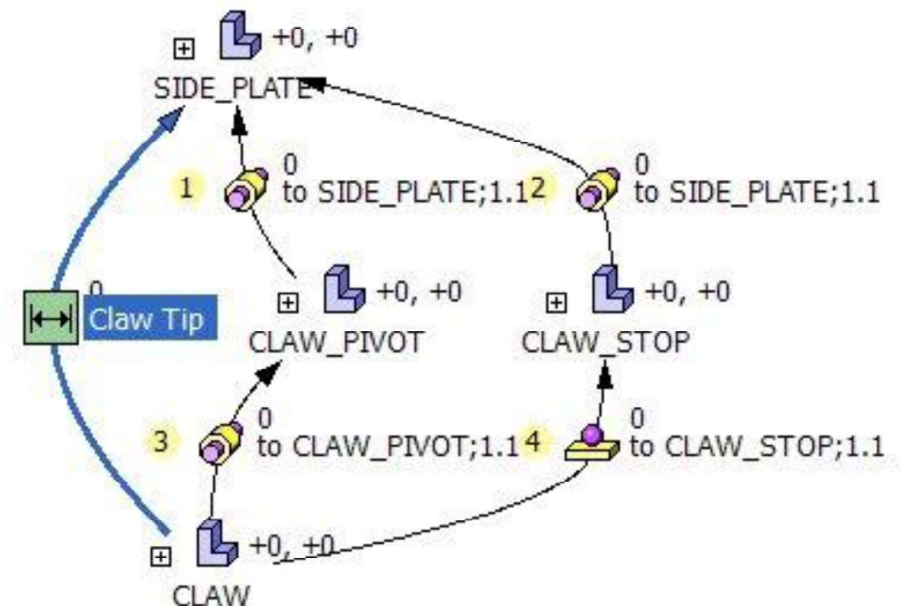 +0, +0
SIDE_PLATE
1
0
to SIDE_PLATE;1.1
2
0
to SIDE_PLATE;1.1
0
Claw Tip
+0, +0
CLAW_PIVOT
+0, +0
CLAW_STOP
3
0
to CLAW_PIVOT;1.1
4
0
to CLAW_STOP;1.1
+0, +0
CLAW